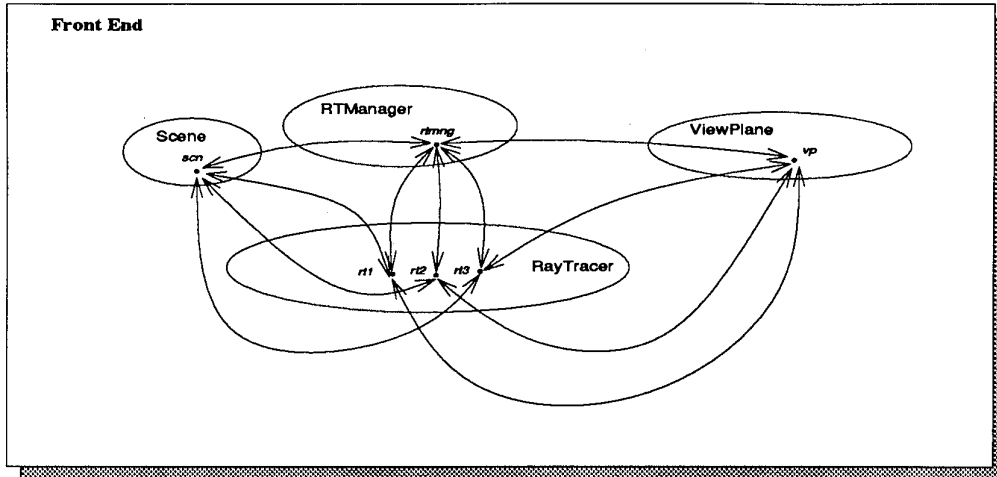 Front End
RTManager
rtmng
Scene
scn
ViewPlane
vp
rt1
rt2
rt3
RayTracer